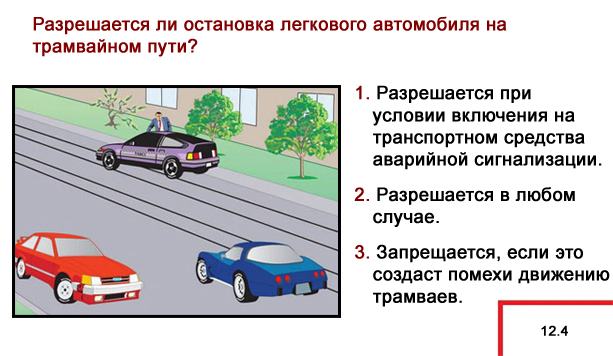 Разрешается ли остановка легкового автомобиля на
трамвайном пути?
1. Разрешается при
условии включения на
транспортном средства
аварийной сигнализации.
2. Разрешается в любом
случае.
3. Запрещается, если это
создаст помехи движению
трамваев.
12.4